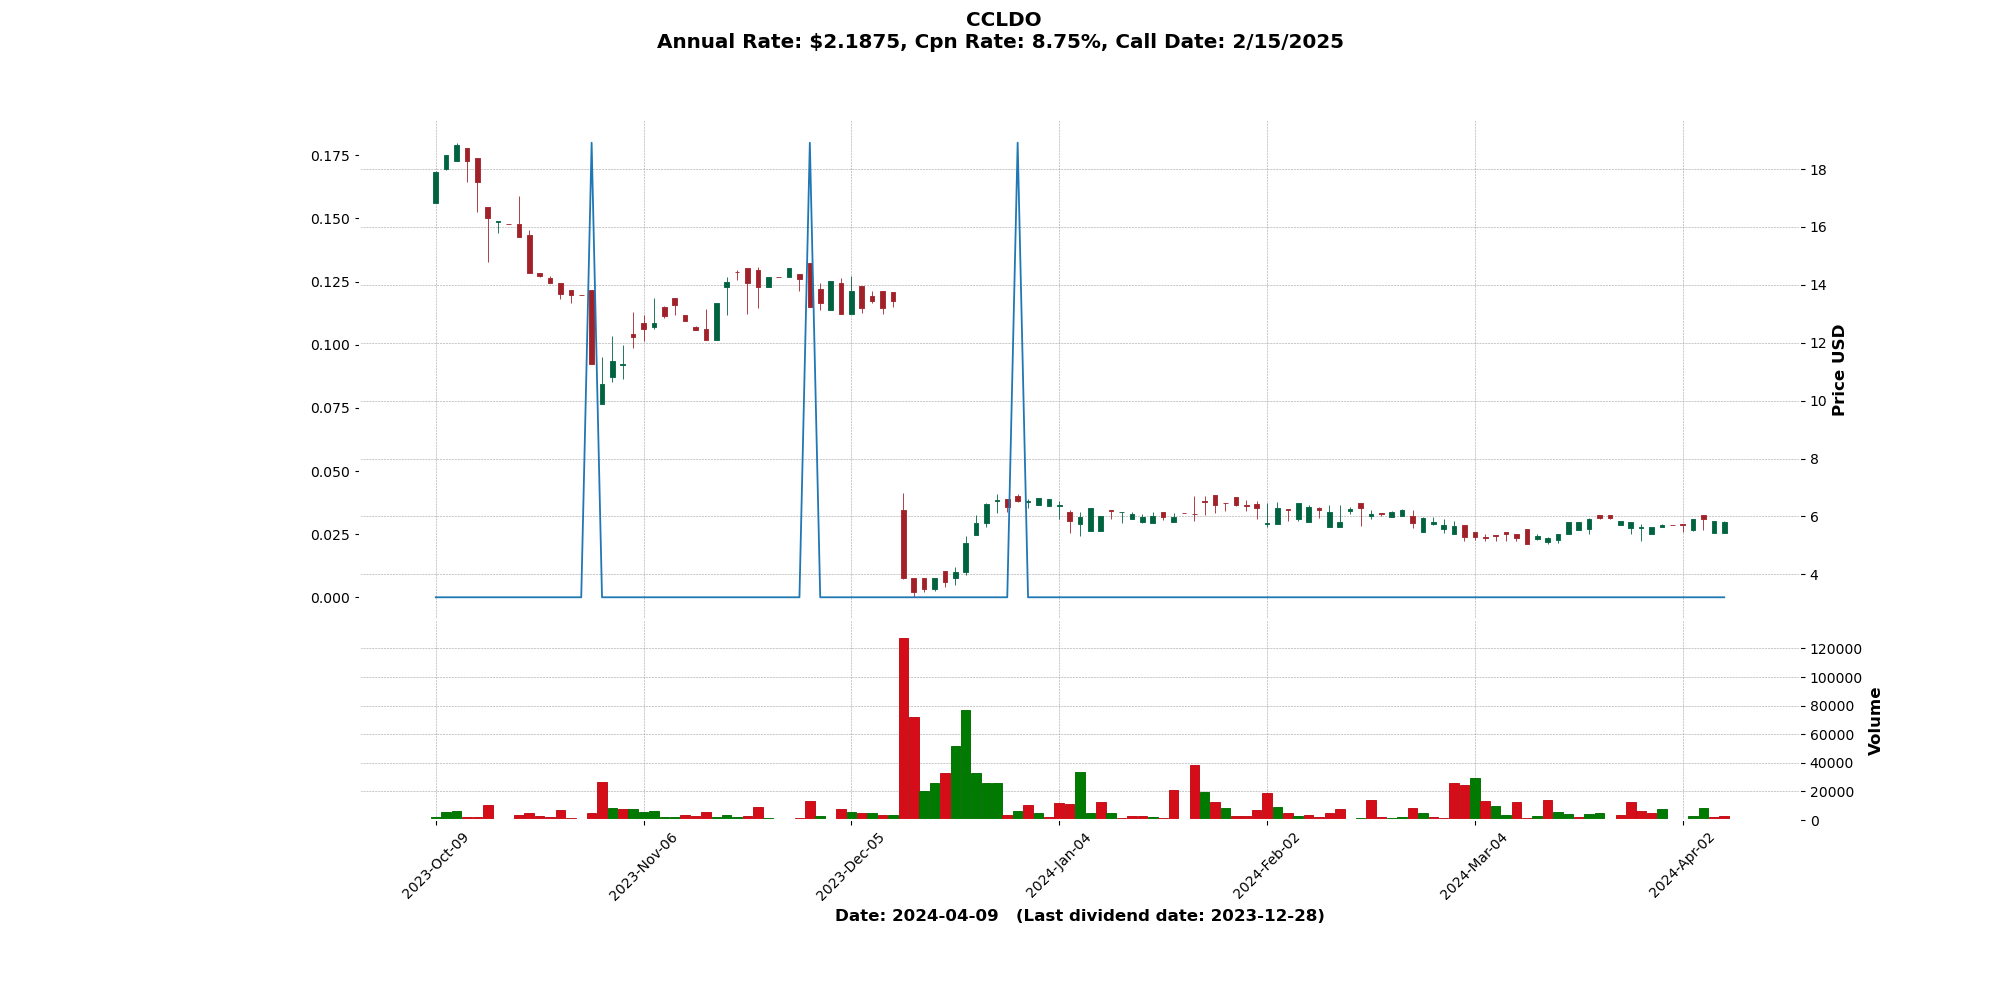 CCLDO
Annual Rate: $2.1875, Cpn Rate: 8.75%, Call Date: 2/15/2025
0.175
0.150
0.125
0.100
0.075
0.050
0.025
0.000
18
16
14
12
10
8
6
4
Price USD
120000
100000
80000
60000
40000
20000
0
Volume
2023-Oct-09
2023-Nov-06
2023-Dec-05
2024-Jan-04
2024-Feb-02
2024-Mar-04
2024-Apr-02
Date: 2024-04-09 (Last dividend date: 2023-12-28)